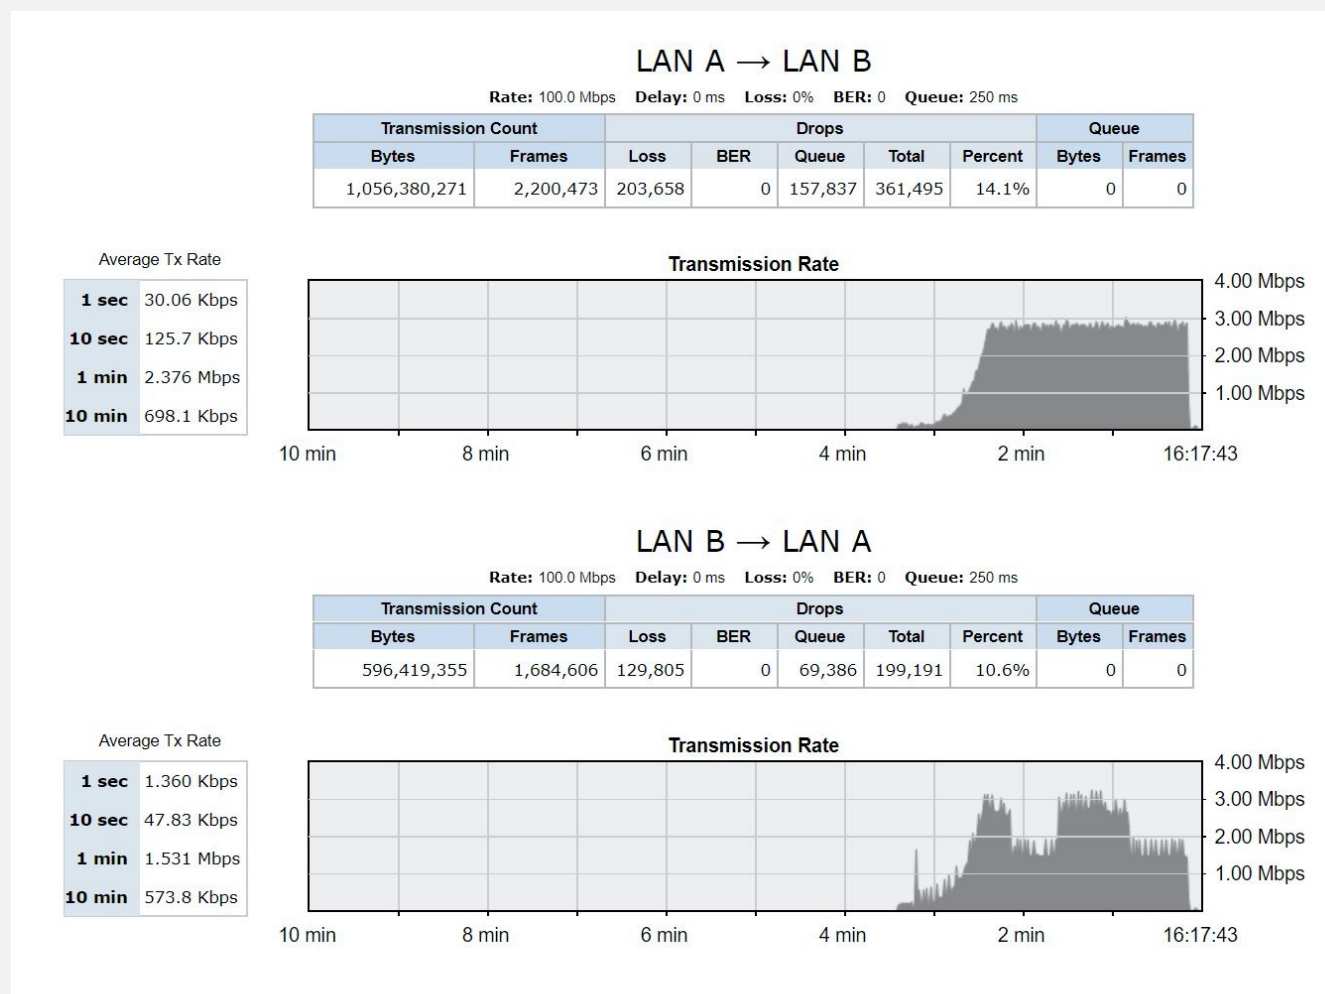 LAN A → LAN B
Rate: 100.0 Mbps Delay: 0 ms Loss: 0% BER: 0 Queue: 250 ms
Transmission Count Drops Queue
Bytes Frames Loss BER Queue Total Percent Bytes Frames
1,056,380,271 2,200,473 203,658 0 157,837 361,495 14.1% 0 0
Average Tx Rate
1 sec 30.06 Kbps
10 sec 125.7 Kbps
1 min 2.376 Mbps
10 min 698.1 Kbps
Transmission Rate
4.00 Mbps
3.00 Mbps
2.00 Mbps
1.00 Mbps
10 min 8 min 6 min 4 min 2 min 16:17:43
LAN B → LAN A
Rate: 100.0 Mbps Delay: 0 ms Loss: 0% BER: 0 Queue: 250 ms
Transmission Count Drops Queue
Bytes Frames Loss BER Queue Total Percent Bytes Frames
596,419,355 1,684,606 129,805 0 69,386 199,191 10.6% 0 0
Average Tx Rate
1 sec 1.360 Kbps
10 sec 47.83 Kbps
1 min 1.531 Mbps
10 min 573.8 Kbps
Transmission Rate
4.00 Mbps
3.00 Mbps
2.00 Mbps
1.00 Mbps
10 min 8 min 6 min 4 min 2 min 16:17:43